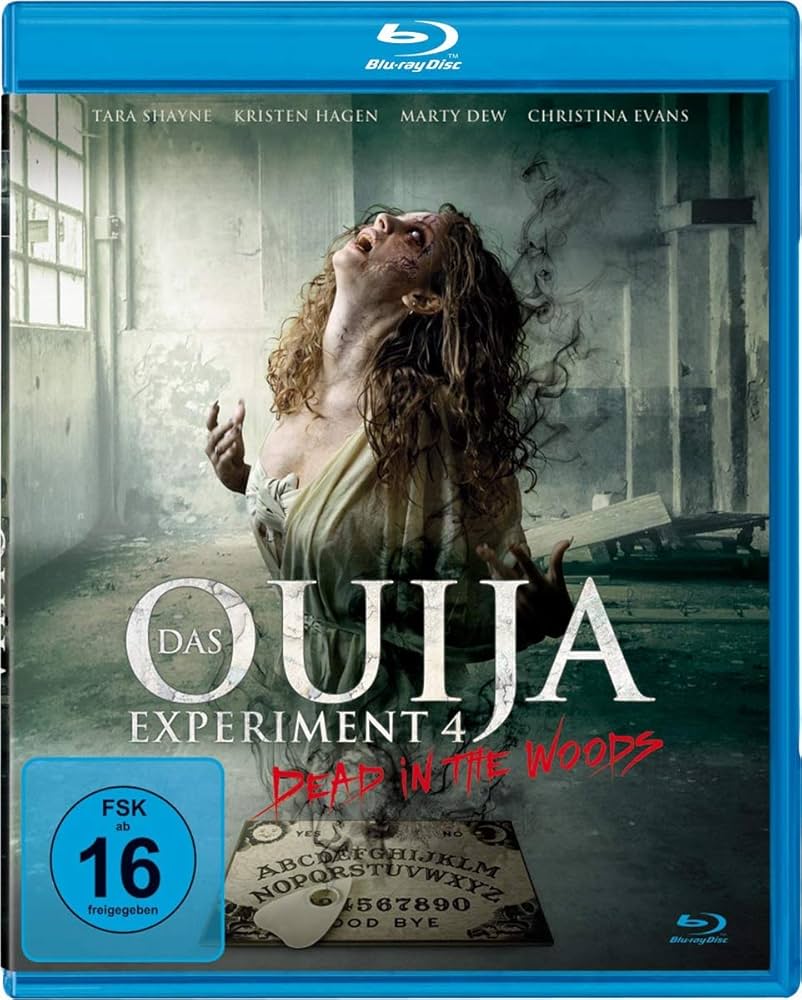 Blu-ray Disc™
TARA SHAYNE KRISTEN HAGEN MARTY DEW CHRISTINA EVANS
DAS OUIJA
EXPERIMENT 4
DEAD IN THE WOODS
FSK
ab
16
freigegeben
YES NO
ABCDEFGHIJKLM
NOPQRSTUVWXYZ
4567890
OOD BYE
Blu-ray Disc